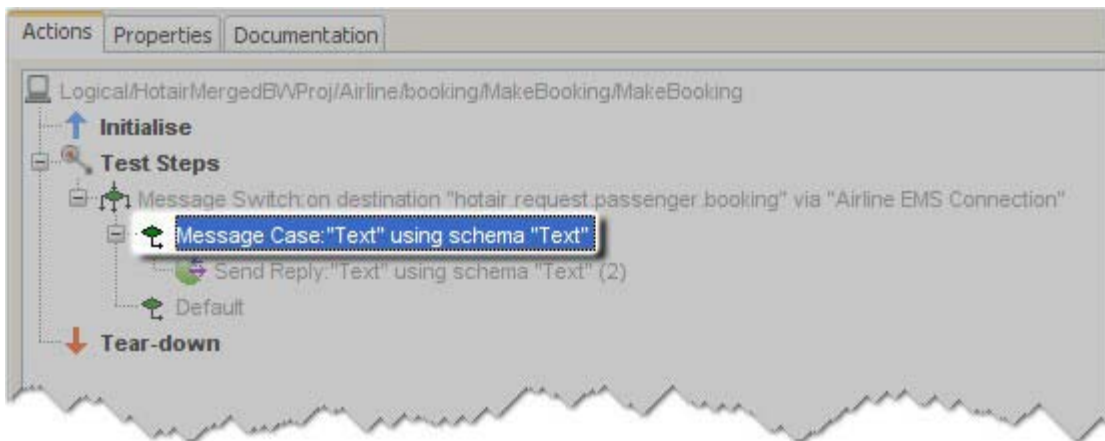 Actions Properties Documentation
Logical/HotairMergedBWProj/Airline/booking/MakeBooking/MakeBooking
Initialise
Test Steps
Message Switch:on destination "hotair.request.passenger.booking" via "Airline EMS Connection"
Message Case:"Text" using schema "Text"
Send Reply:"Text" using schema "Text" (2)
Default
Tear-down